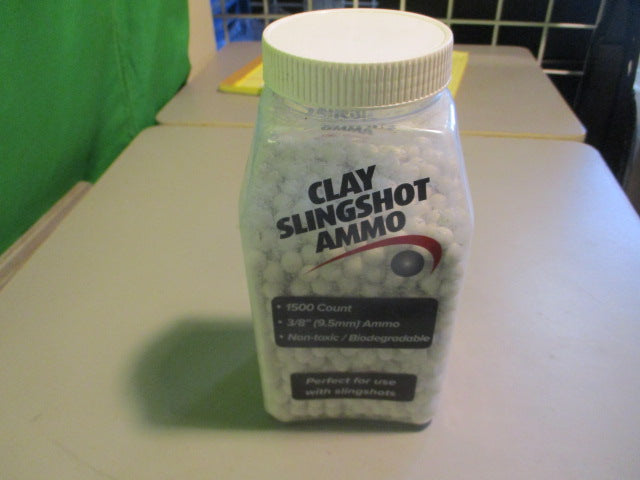 CLAY
SLINGSHOT
AMMO
• 1500 Count
• 3/8" (9.5mm) Ammo
• Non-toxic / Biodegradable
Perfect for use
with slingshots